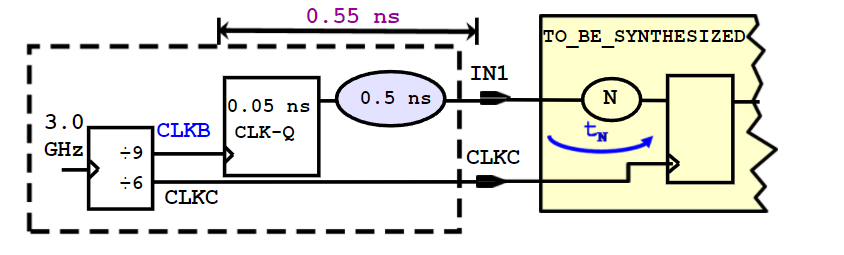 0.55 ns
TO_BE_SYNTHESIZED
IN1
0.05 ns
CLK-Q
0.5 ns
N
tN
3.0
GHz
CLKB
÷9
÷6
CLKC
CLKC